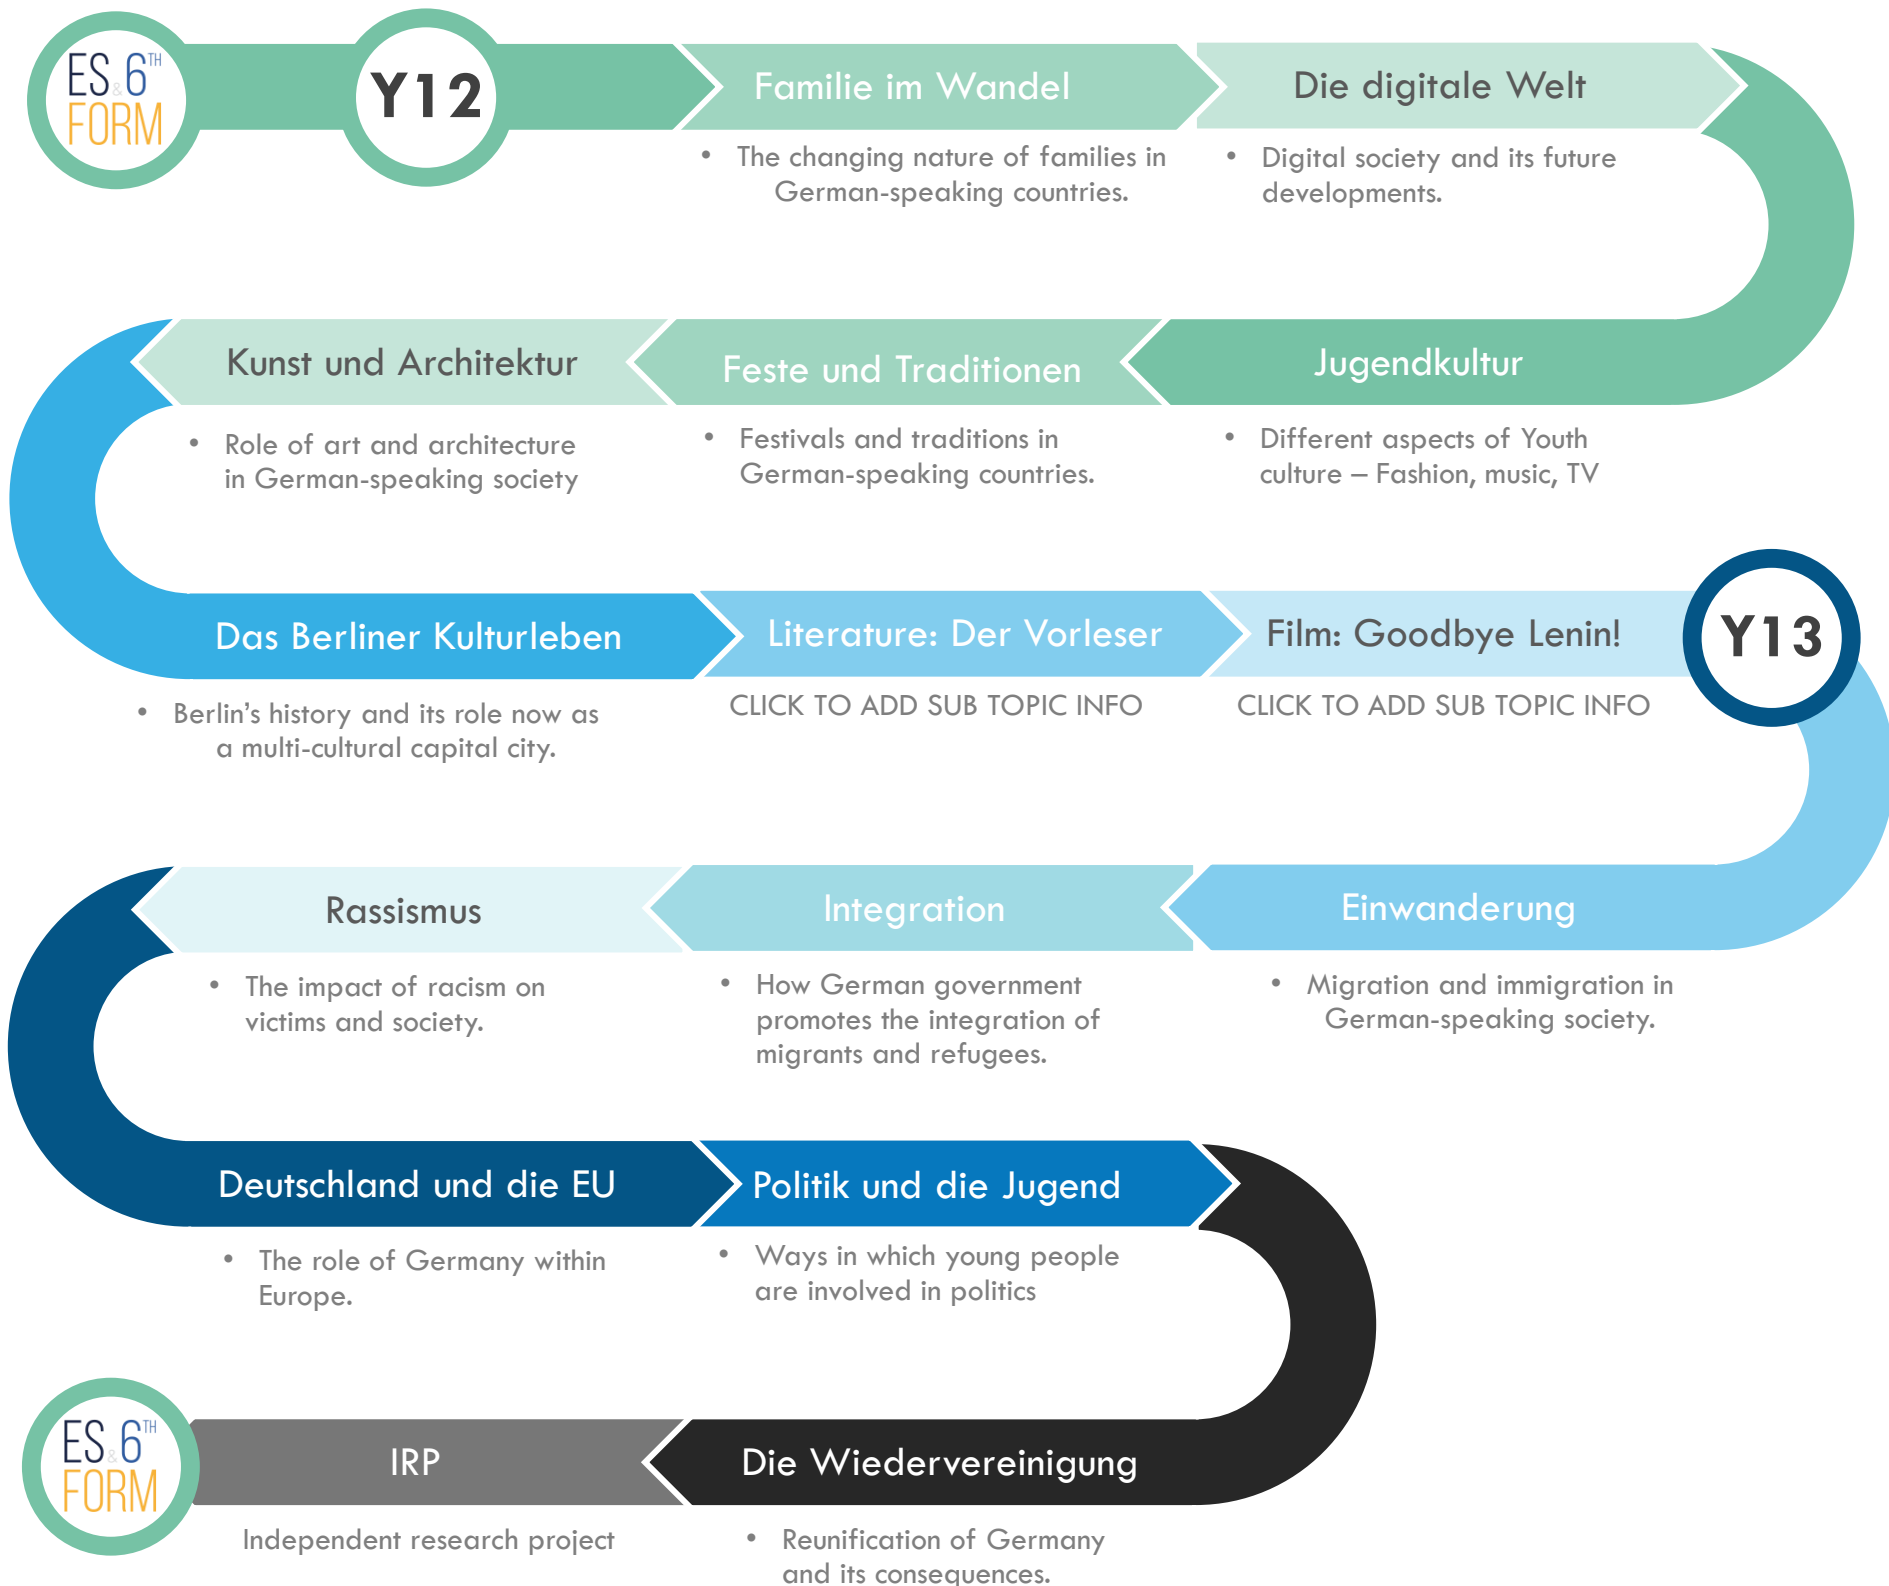 ES & 6TH
FORM
Y12
Familie im Wandel
• The changing nature of families in
German-speaking countries.
Die digitale Welt
• Digital society and its future
developments.
Jugendkultur
• Different aspects of Youth
culture – Fashion, music, TV
Feste und Traditionen
• Festivals and traditions in
German-speaking countries.
Kunst und Architektur
• Role of art and architecture
in German-speaking society
Das Berliner Kulturleben
• Berlin’s history and its role now as
a multi-cultural capital city.
Literature: Der Vorleser
CLICK TO ADD SUB TOPIC INFO
Film: Goodbye Lenin!
CLICK TO ADD SUB TOPIC INFO
Y13
Einwanderung
• Migration and immigration in
German-speaking society.
Integration
• How German government
promotes the integration of
migrants and refugees.
Rassismus
• The impact of racism on
victims and society.
Deutschland und die EU
• The role of Germany within
Europe.
Politik und die Jugend
• Ways in which young people
are involved in politics
Die Wiedervereinigung
• Reunification of Germany
and its consequences.
IRP
Independent research project
ES & 6TH
FORM